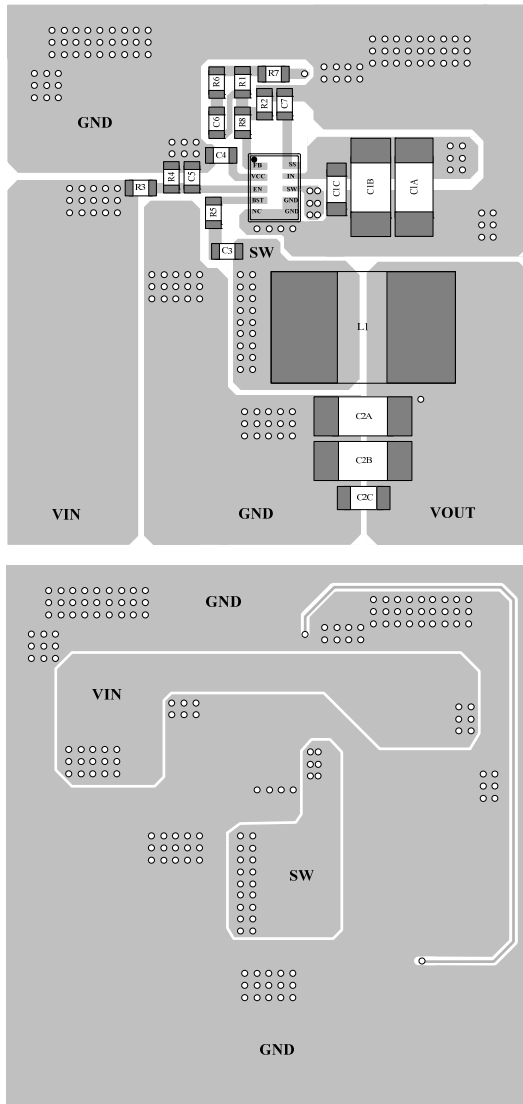 R6 R1 R7
R2 C7
GND
C6 R8
C4
FB SS
VCC IN
EN SW
BST GND
NC GND
R4 C5
R3
C1C C1B C1A
R5
C3 SW
L1
C2A
C2B
C2C
VIN GND VOUT
GND
VIN
SW
GND